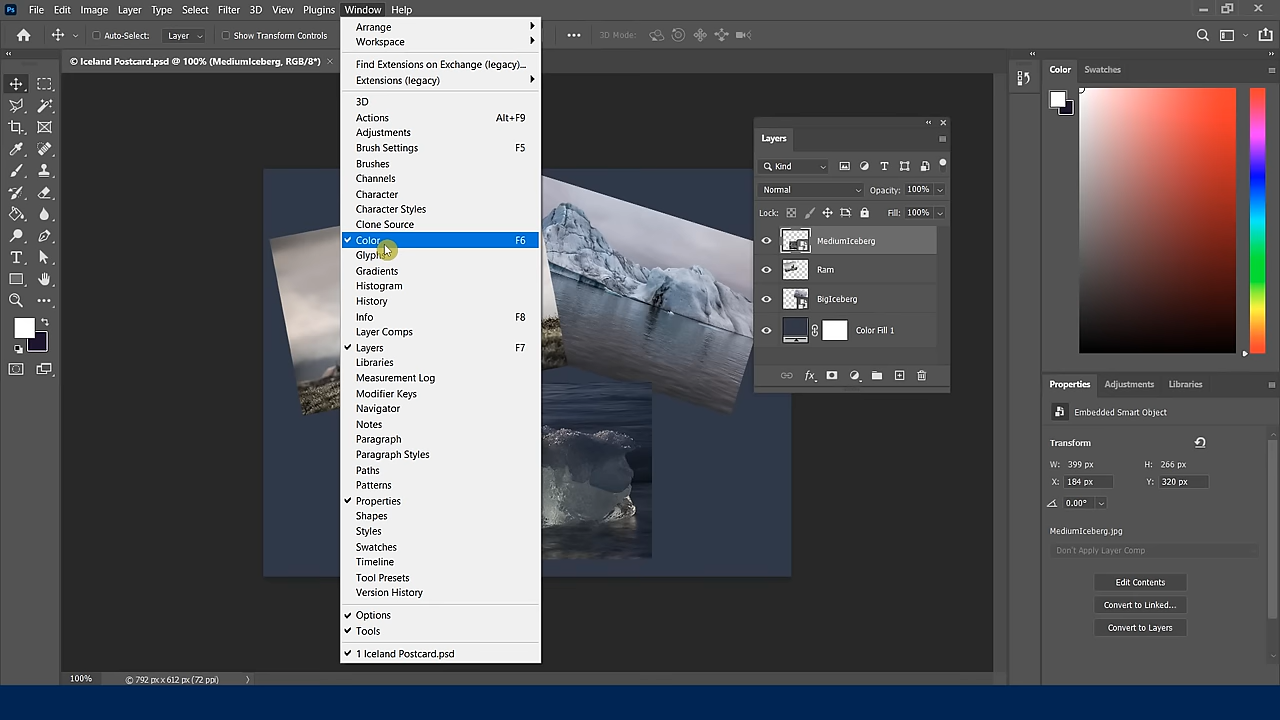 Ps File Edit Image Layer Type Select Filter 3D View Plugins Window Help
Auto-Select: Layer Show Transform Controls ••• 3D Mode:
© Iceland Postcard.psd @ 100% (MediumIceberg, RGB/8*) ×
Arrange
Workspace
Find Extensions on Exchange (legacy)...
Extensions (legacy)
3D
Actions Alt+F9
Adjustments
Brush Settings F5
Brushes
Channels
Character
Character Styles
Clone Source
Color F6
Glyphs
Gradients
Histogram
History
Info F8
Layer Comps
Layers F7
Libraries
Measurement Log
Modifier Keys
Navigator
Notes
Paragraph
Paragraph Styles
Paths
Patterns
Properties
Shapes
Styles
Swatches
Timeline
Tool Presets
Version History
Options
Tools
1 Iceland Postcard.psd
Layers
Kind
Normal Opacity: 100%
Lock: Fill: 100%
MediumIceberg
Ram
BigIceberg
Color Fill 1
fx
Color Swatches
Properties Adjustments Libraries
Embedded Smart Object
Transform
W: 399 px H: 266 px
X: 184 px Y: 320 px
0.00°
MediumIceberg.jpg
Don't Apply Layer Comp
Edit Contents
Convert to Linked...
Convert to Layers
100% © 792 px x 612 px (72 ppi)